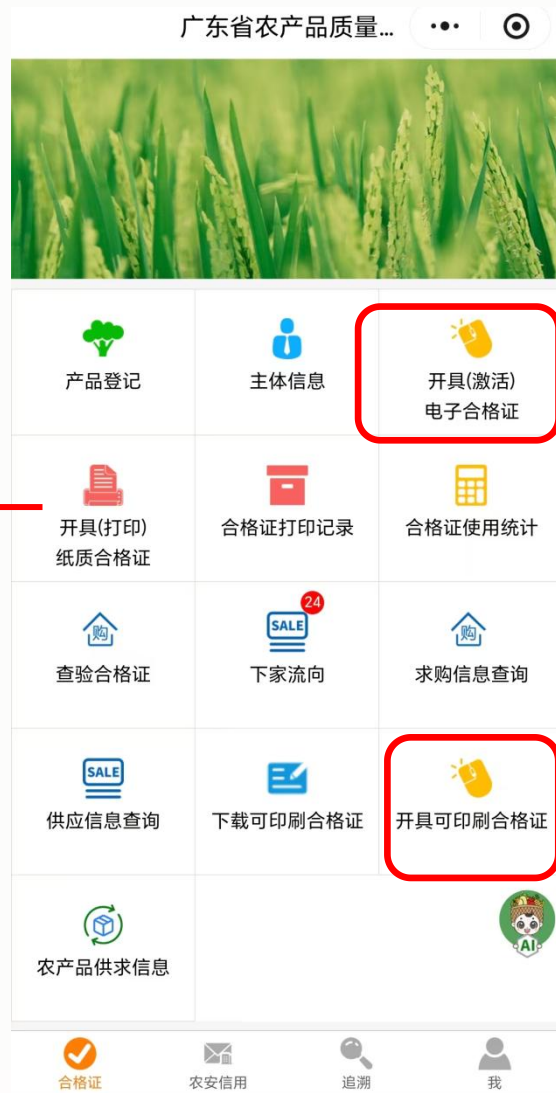 广东省农产品质量...
产品登记
主体信息
开具(激活)
电子合格证
开具(打印)
纸质合格证
合格证打印记录
合格证使用统计
购
查验合格证
24
SALE
下家流向
购
求购信息查询
SALE
供应信息查询
下载可印刷合格证
开具可印刷合格证
农产品供求信息
AI
合格证
农安信用
追溯
我